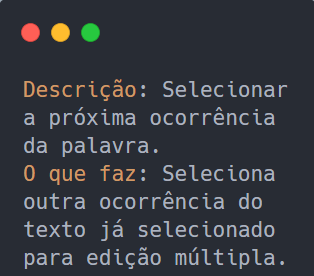 Descrição: Selecionar
a próxima ocorrência
da palavra.
O que faz: Seleciona
outra ocorrência do
texto já selecionado
para edição múltipla.